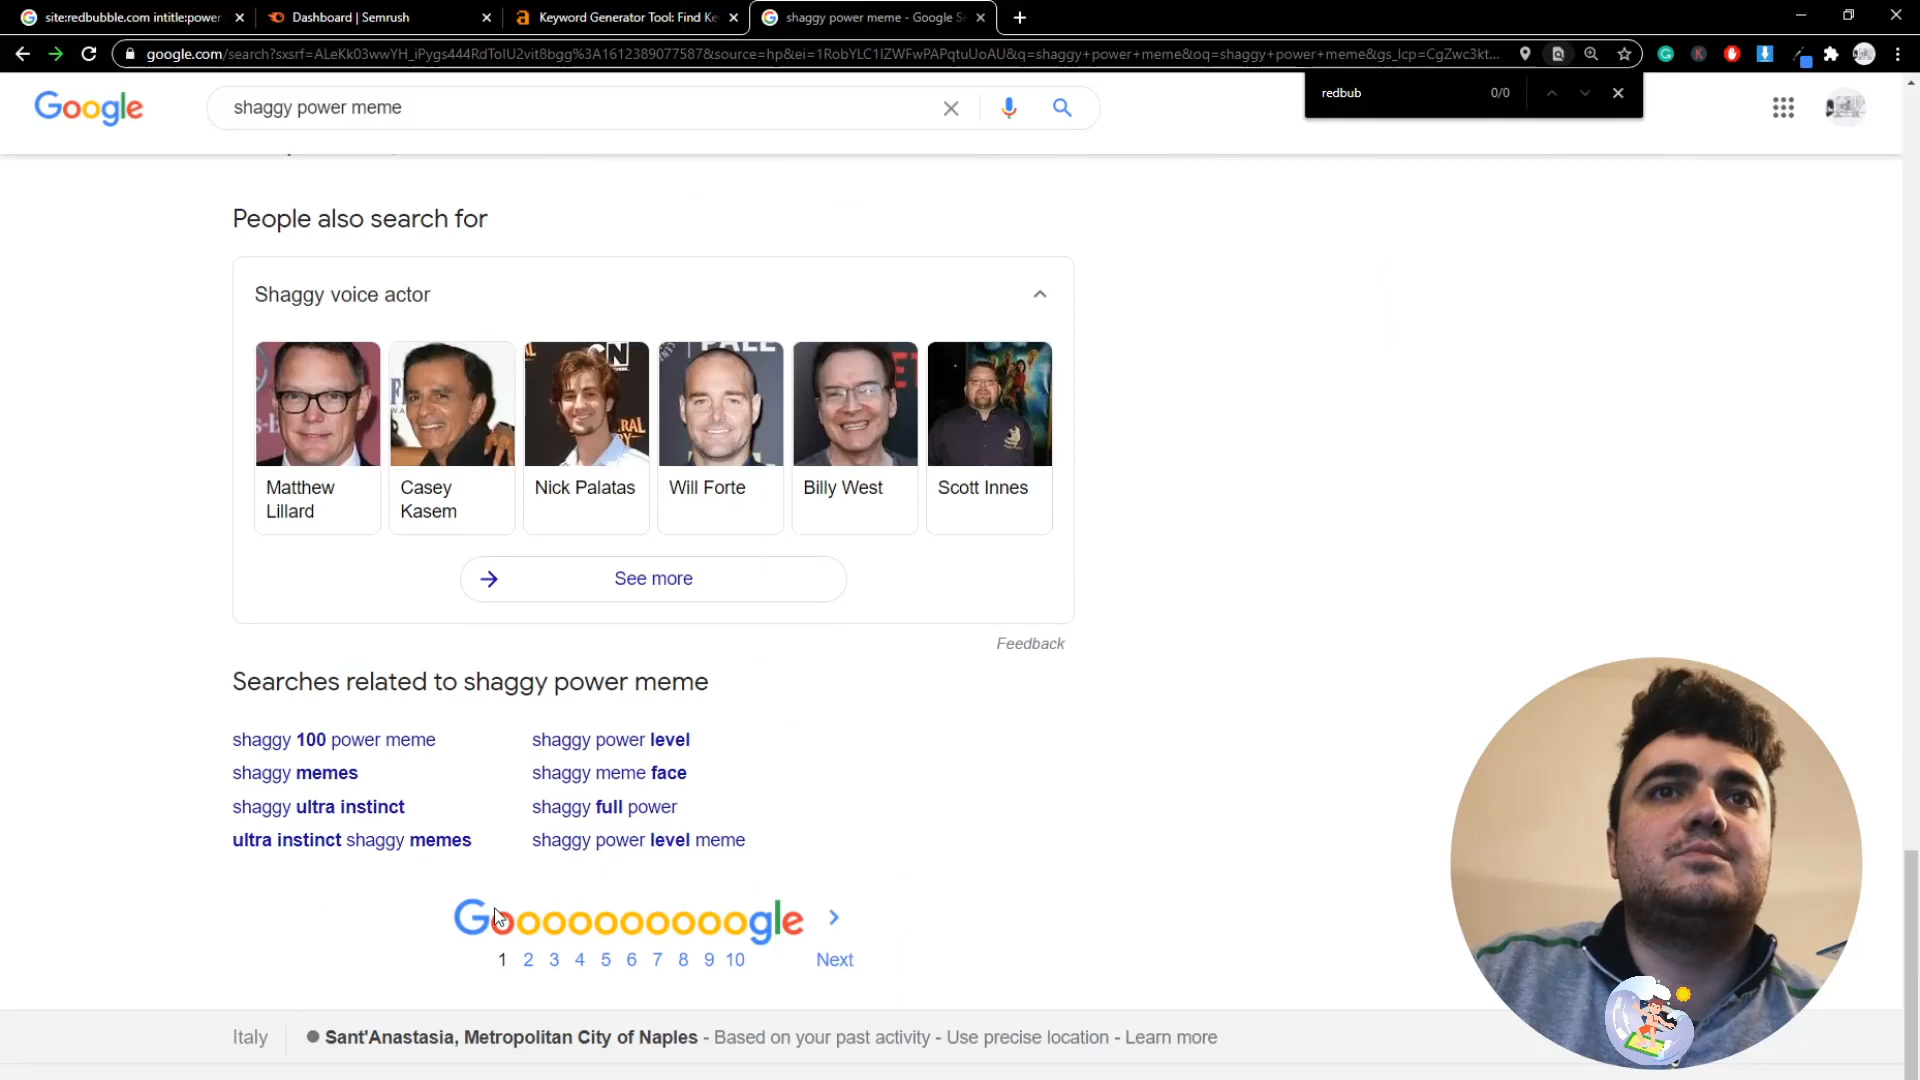 site:redbubble.com intitle:power
Dashboard | Semrush
Keyword Generator Tool: Find Ke
shaggy power meme - Google S
google.com/search?sxsrf=ALeKk03wwYH_iPygs444RdToIU2vit8bgg%3A1612389077587&source=hp&ei=1RobYLC1IZWFwPAPqtuUoAU&q=shaggy+power+meme&oq=shaggy+power+meme&gs_lcp=CgZwc3kt...
redbub 0/0
Google
shaggy power meme
People also search for
Shaggy voice actor
Matthew Lillard
Casey Kasem
Nick Palatas
Will Forte
Billy West
Scott Innes
See more
Feedback
Searches related to shaggy power meme
shaggy 100 power meme
shaggy power level
shaggy memes
shaggy meme face
shaggy ultra instinct
shaggy full power
ultra instinct shaggy memes
shaggy power level meme
Goooooooooogle
1 2 3 4 5 6 7 8 9 10 Next
Italy
Sant'Anastasia, Metropolitan City of Naples - Based on your past activity - Use precise location - Learn more